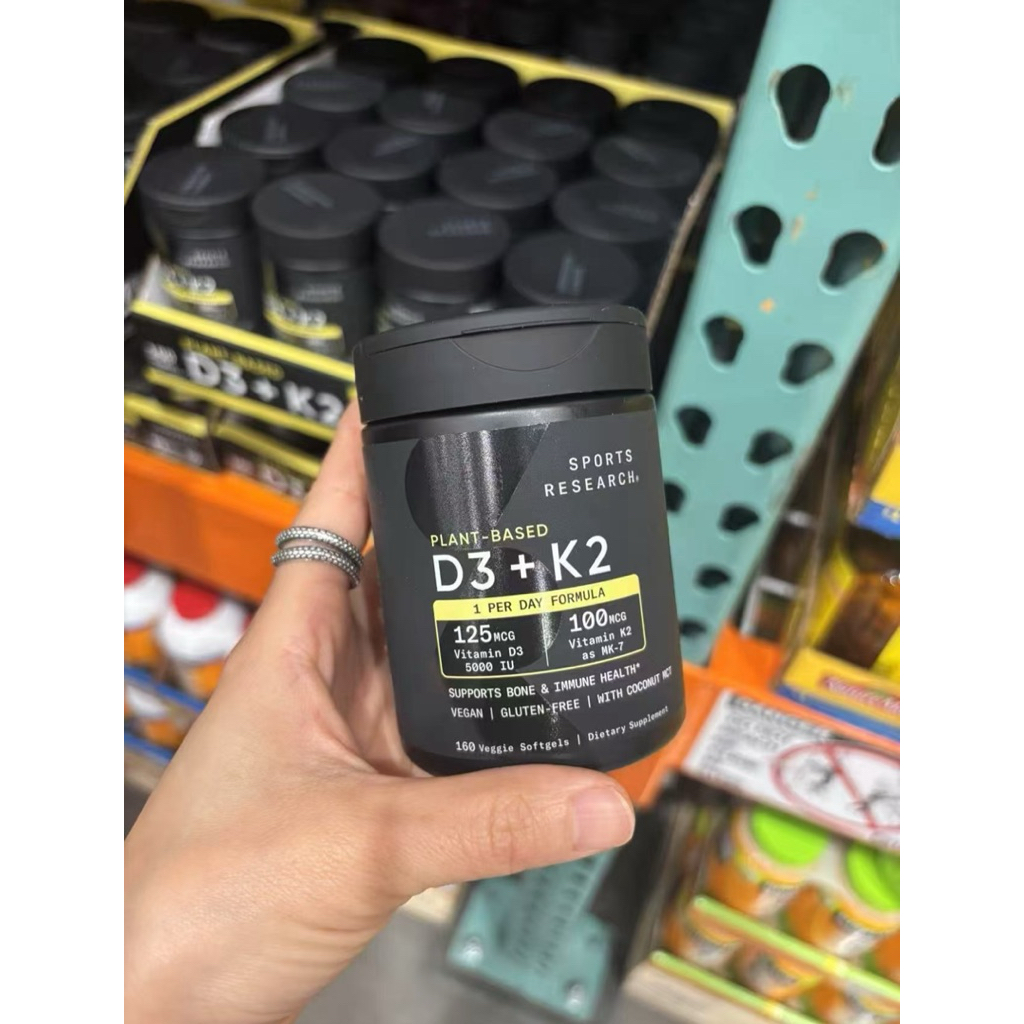 SPORTS
RESEARCH®
PLANT-BASED
D3 + K2
1 PER DAY FORMULA
125MCG
Vitamin D3
5000 IU
100MCG
Vitamin K2
as MK-7
SUPPORTS BONE & IMMUNE HEALTH*
VEGAN | GLUTEN-FREE | WITH COCONUT MCT
160 Veggie Softgels | Dietary Supplement
PLANT-BASED
D3 + K2